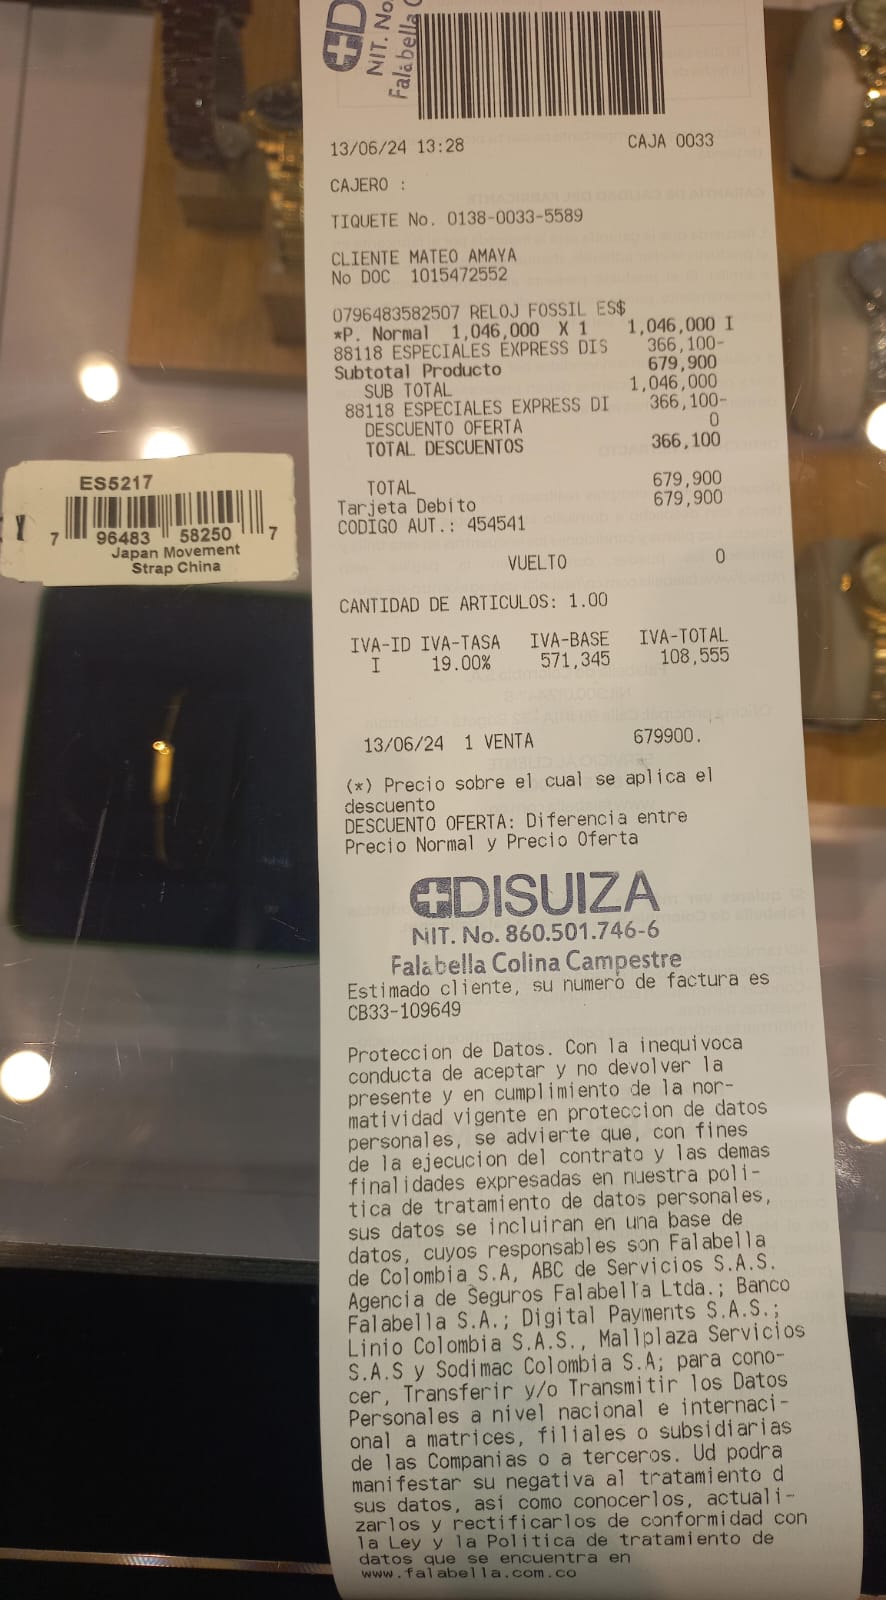 DISUIZA
NIT. No.
Falabella C
13/06/24 13:28 CAJA 0033
CAJERO :
TIQUETE No. 0138-0033-5589
CLIENTE MATEO AMAYA
No DOC 1015472552
0796483582507 RELOJ FOSSIL ES$
*P. Normal 1,046,000 X 1 1,046,000 I
88118 ESPECIALES EXPRESS DIS 366,100-
Subtotal Producto 679,900
SUB TOTAL 1,046,000
88118 ESPECIALES EXPRESS DI 366,100-
DESCUENTO OFERTA 0
TOTAL DESCUENTOS 366,100
TOTAL 679,900
Tarjeta Debito 679,900
CODIGO AUT.: 454541
VUELTO 0
CANTIDAD DE ARTICULOS: 1.00
IVA-ID IVA-TASA IVA-BASE IVA-TOTAL
I 19.00% 571,345 108,555
13/06/24 1 VENTA 679900.
(*) Precio sobre el cual se aplica el
descuento
DESCUENTO OFERTA: Diferencia entre
Precio Normal y Precio Oferta
DISUIZA
NIT. No. 860.501.746-6
Falabella Colina Campestre
Estimado cliente, su numero de factura es
CB33-109649
Proteccion de Datos. Con la inequivoca
conducta de aceptar y no devolver la
presente y en cumplimiento de la nor-
matividad vigente en proteccion de datos
personales, se advierte que, con fines
de la ejecucion del contrato y las demas
finalidades expresadas en nuestra poli-
tica de tratamiento de datos personales,
sus datos se incluiran en una base de
datos, cuyos responsables son Falabella
de Colombia S.A, ABC de Servicios S.A.S.
Agencia de Seguros Falabella Ltda.; Banco
Falabella S.A.; Digital Payments S.A.S.;
Linio Colombia S.A.S., Mallplaza Servicios
S.A.S y Sodimac Colombia S.A; para cono-
cer, Transferir y/o Transmitir los Datos
Personales a nivel nacional e internaci-
onal a matrices, filiales o subsidiarias
de las Companias o a terceros. Ud podra
manifestar su negativa al tratamiento d
sus datos, asi como conocerlos, actuali-
zarlos y rectificarlos de conformidad con
la Ley y la Politica de tratamiento de
datos que se encuentra en
www.falabella.com.co
ES5217
7 96483 58250 7
Japan Movement
Strap China